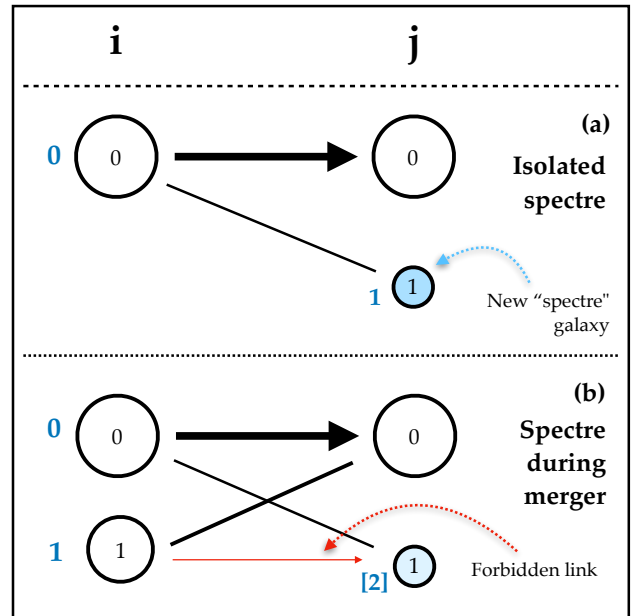 i j
(a)
0 0 0
Isolated
spectre
1 1
New “spectre"
galaxy
(b)
0 0 0
Spectre
during
merger
1 1
[2] 1
Forbidden link